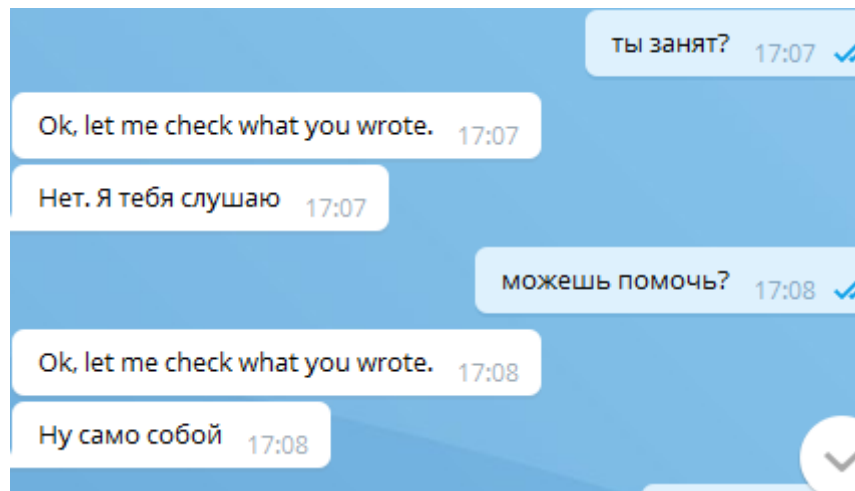 ты занят? 17:07
Ok, let me check what you wrote. 17:07
Нет. Я тебя слушаю 17:07
можешь помочь? 17:08
Ok, let me check what you wrote. 17:08
Ну само собой 17:08